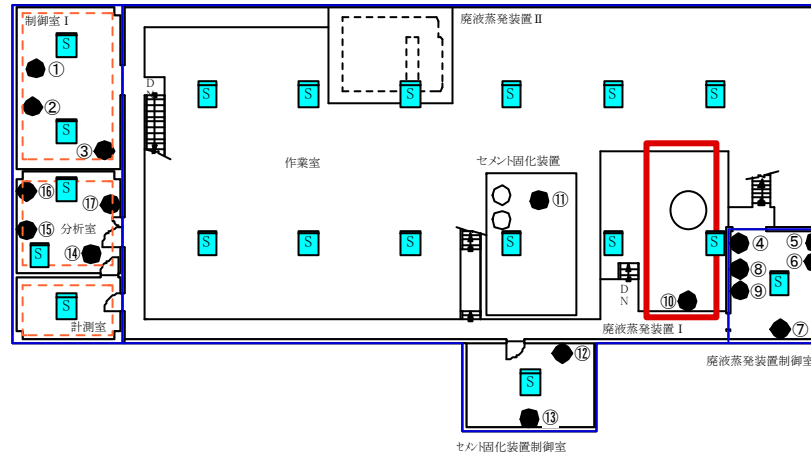 制御室Ⅰ
廃液蒸発装置Ⅱ
S
①
DN
S
S
S
S
S
S
②
S
③
作業室
セメント固化装置
S
⑯
⑰
⑪
⑮
分析室
⑭
S
S
S
S
S
S
S
④
⑤
⑥
⑧
S
⑨
DN
S
⑩
計測室
廃液蒸発装置Ⅰ
⑦
⑫
廃液蒸発装置制御室
S
⑬
セメント固化装置制御室